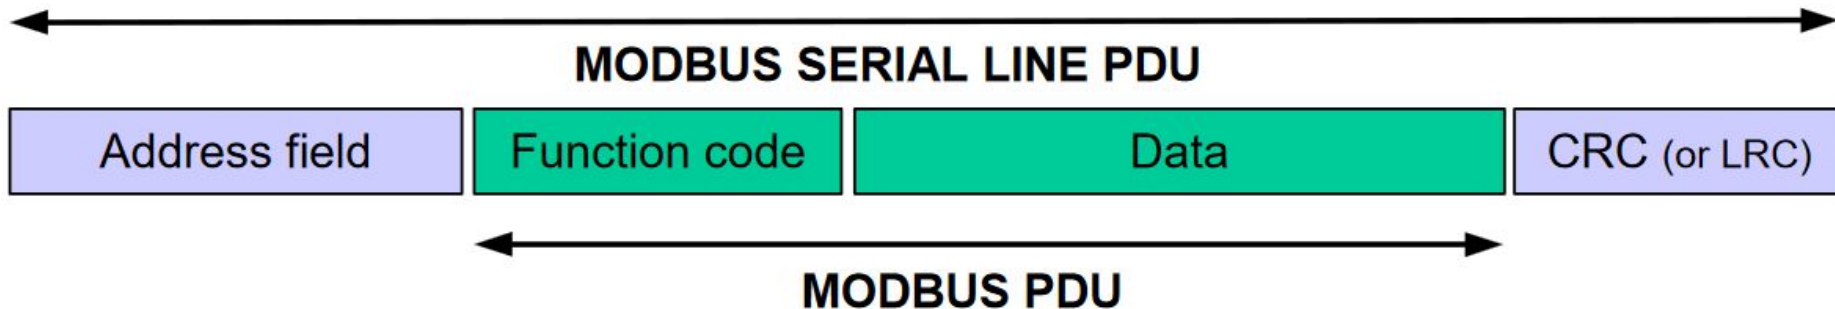 MODBUS SERIAL LINE PDU
Address field Function code Data CRC (or LRC)
MODBUS PDU